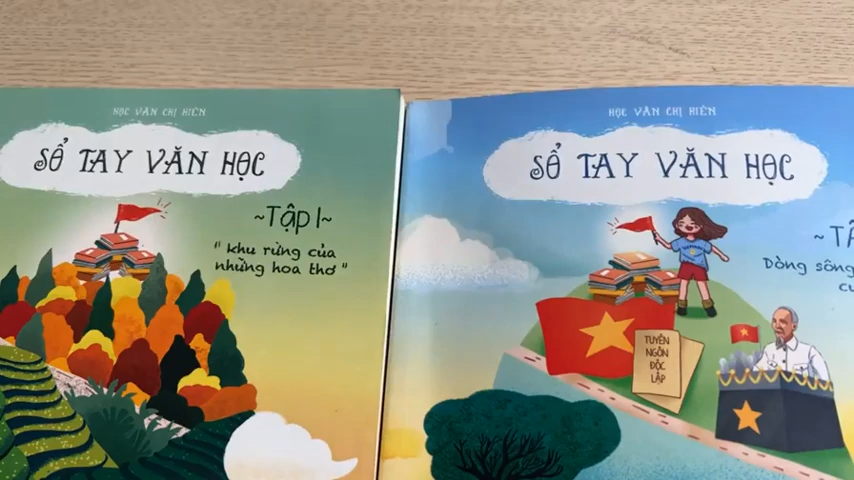 HỌC VĂN CHỊ HIÊN
SỔ TAY VĂN HỌC
~Tập 1~
"Khu rừng của
những hoa thơ"
HỌC VĂN CHỊ HIÊN
SỔ TAY VĂN HỌC
Dòng sông
TUYÊN
NGÔN
ĐỘC
LẬP